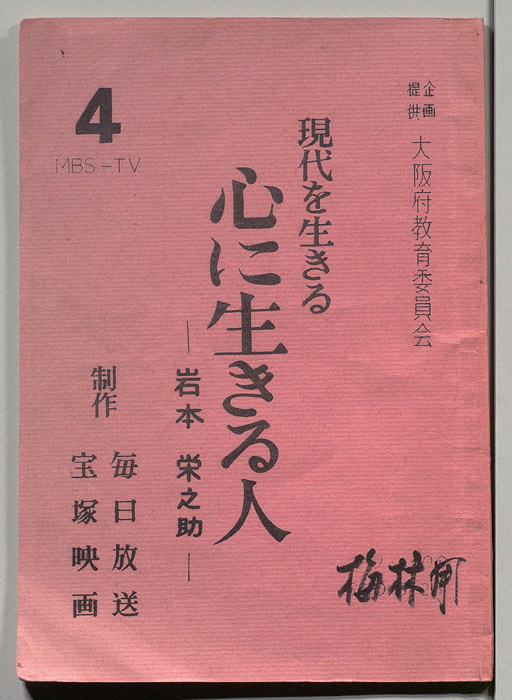 企画
提供
大阪府教育委員会
現代を生きる
心に生きる人
―岩本 栄之助―
4
MBS-TV
制作
毎日放送
宝塚映画
梅林